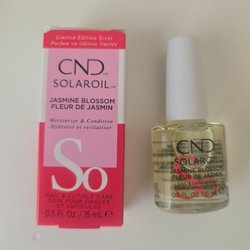 Limited Edition Scent
Parfum en édition limitée
CND™
SOLAROIL™
JASMINE BLOSSOM
FLEUR DE JASMIN
Moisturize & Condition
Hydrater et revitaliser
So
NAIL & CUTICLE CARE
SOIN POUR ONGLES
ET CUTICULES
0.5 FL. OZ / 15 mL e
CND
SOLAROIL
JASMINE BLOSSOM
FLEUR DE JASMIN